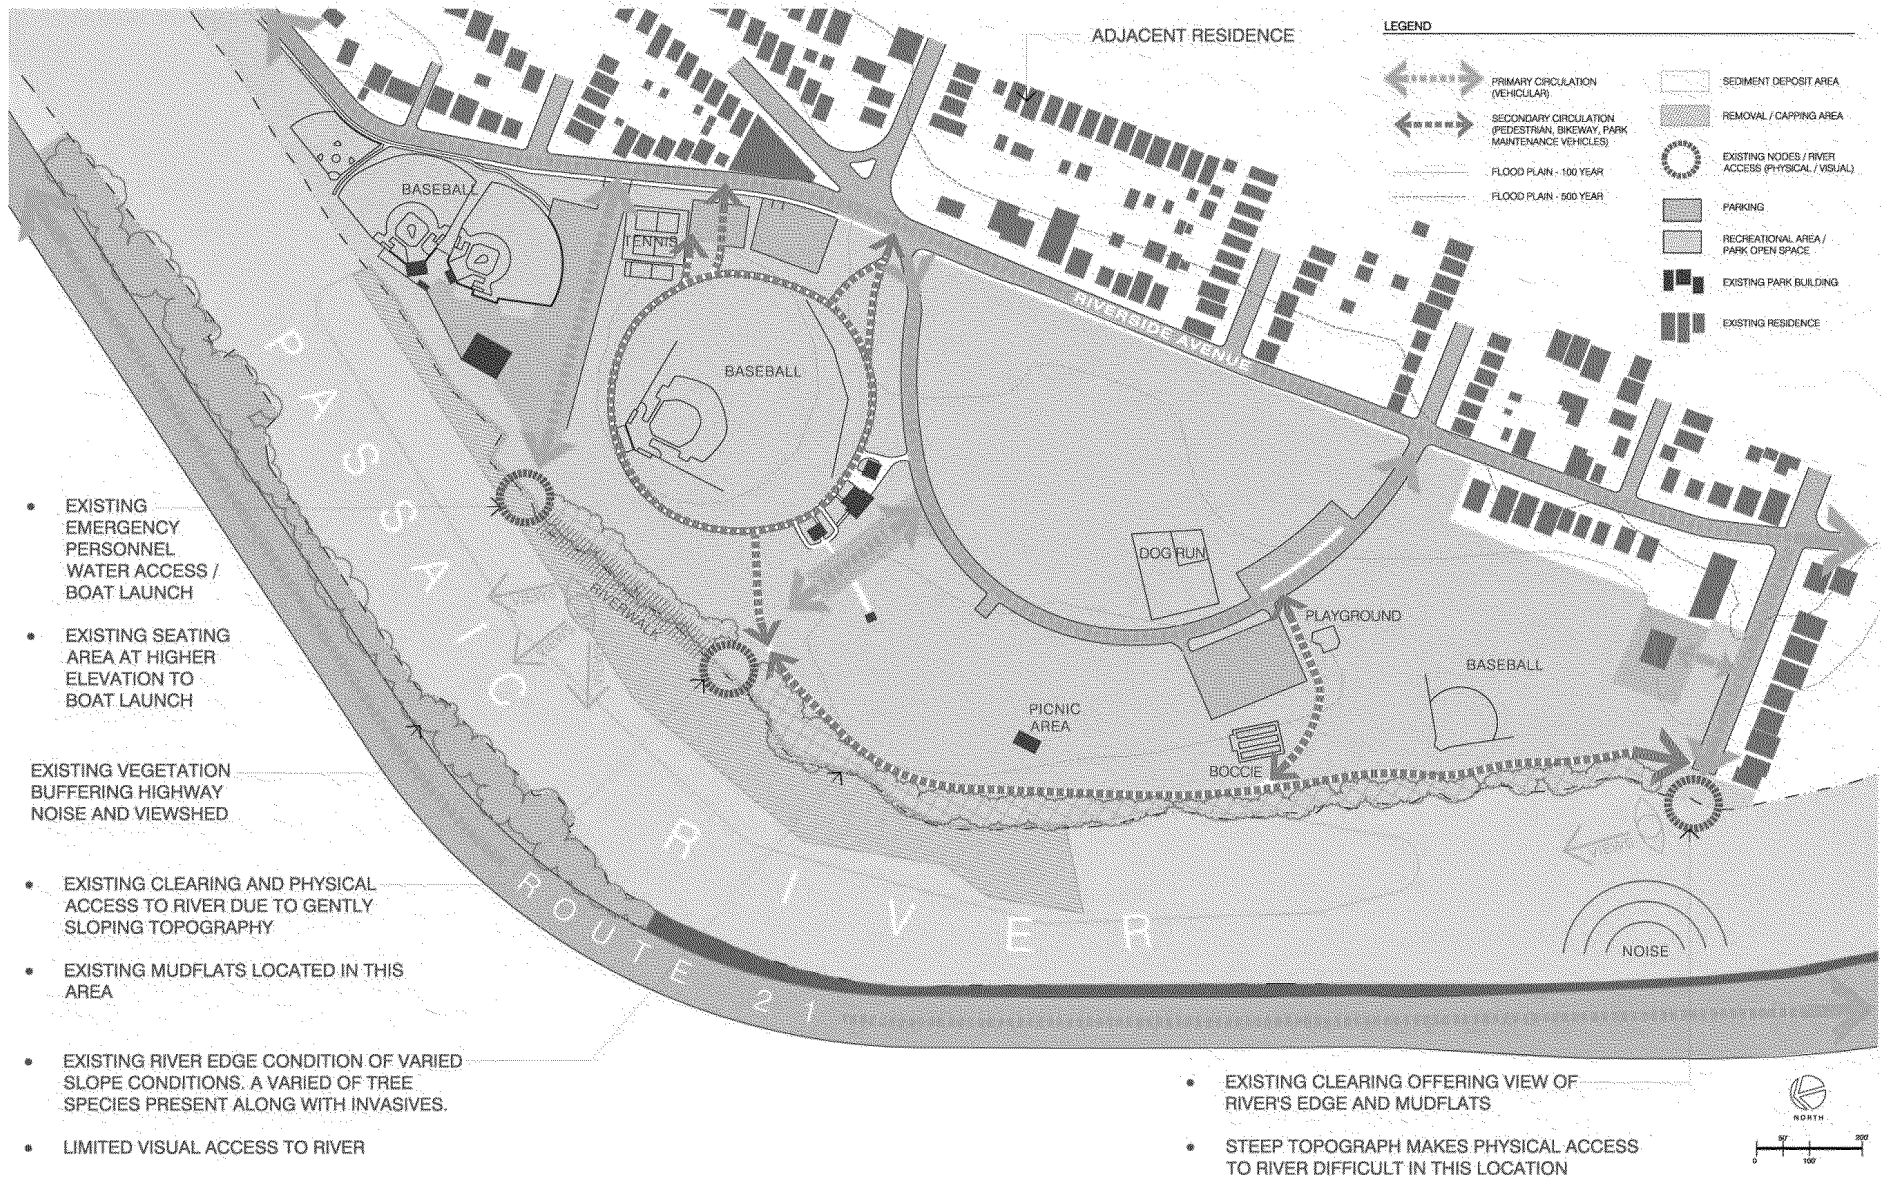 ADJACENT RESIDENCE
LEGEND
PRIMARY CIRCULATION
(VEHICULAR)
SECONDARY CIRCULATION
(PEDESTRIAN, BIKEWAY, PARK
MAINTENANCE VEHICLES)
FLOOD PLAIN - 100 YEAR
FLOOD PLAIN - 500 YEAR
SEDIMENT DEPOSIT AREA
REMOVAL / CAPPING AREA
EXISTING NODES / RIVER
ACCESS (PHYSICAL / VISUAL)
PARKING
RECREATIONAL AREA /
PARK OPEN SPACE
EXISTING PARK BUILDING
EXISTING RESIDENCE
BASEBALL
TENNIS
BASEBALL
RIVERSIDE AVENUE
PASSAIC
RIVER
RIVERWALK
DOG RUN
PLAYGROUND
BASEBALL
PICNIC
AREA
BOCCIE
VIEWS
NOISE
ROUTE 21
• EXISTING
EMERGENCY
PERSONNEL
WATER ACCESS /
BOAT LAUNCH
• EXISTING SEATING
AREA AT HIGHER
ELEVATION TO
BOAT LAUNCH
EXISTING VEGETATION
BUFFERING HIGHWAY
NOISE AND VIEWSHED
• EXISTING CLEARING AND PHYSICAL
ACCESS TO RIVER DUE TO GENTLY
SLOPING TOPOGRAPHY
• EXISTING MUDFLATS LOCATED IN THIS
AREA
• EXISTING RIVER EDGE CONDITION OF VARIED
SLOPE CONDITIONS. A VARIED OF TREE
SPECIES PRESENT ALONG WITH INVASIVES.
• LIMITED VISUAL ACCESS TO RIVER
• EXISTING CLEARING OFFERING VIEW OF
RIVER'S EDGE AND MUDFLATS
• STEEP TOPOGRAPH MAKES PHYSICAL ACCESS
TO RIVER DIFFICULT IN THIS LOCATION
NORTH
50' 200'
0 100'